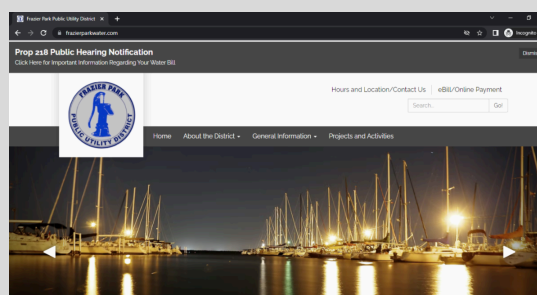 Frazier Park Public Utility District
frazierparkwater.com
Incognito
Prop 218 Public Hearing Notification
Click Here for Important Information Regarding Your Water Bill
Dismis
Hours and Location/Contact Us | eBill/Online Payment
Search...
Go!
FRAZIER PARK
PUBLIC UTILITY DISTRICT
Home About the District General Information Projects and Activities